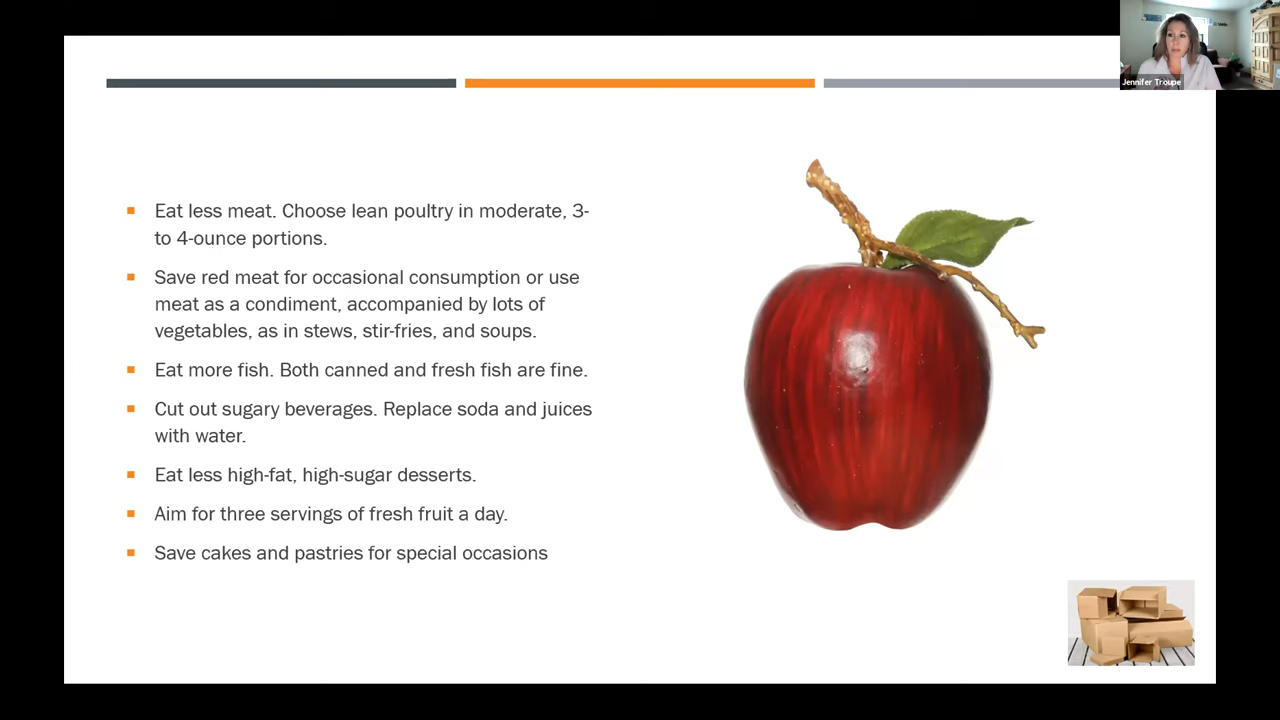 Jennifer Troupe
Eat less meat. Choose lean poultry in moderate, 3-
to 4-ounce portions.
Save red meat for occasional consumption or use
meat as a condiment, accompanied by lots of
vegetables, as in stews, stir-fries, and soups.
Eat more fish. Both canned and fresh fish are fine.
Cut out sugary beverages. Replace soda and juices
with water.
Eat less high-fat, high-sugar desserts.
Aim for three servings of fresh fruit a day.
Save cakes and pastries for special occasions